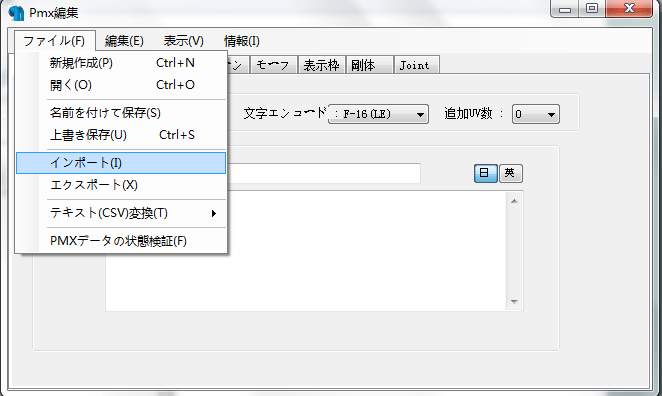 Pmx編集
ファイル(F) 編集(E) 表示(V) 情報(I)
新規作成(P) Ctrl+N
開く(O) Ctrl+O
名前を付けて保存(S)
上書き保存(U) Ctrl+S
インポート(I)
エクスポート(X)
テキスト(CSV)変換(T)
PMXデータの状態検証(F)
ン モーフ 表示枠 剛体 Joint
文字エンコード : F-16(LE) 追加UV数 : 0
日 英